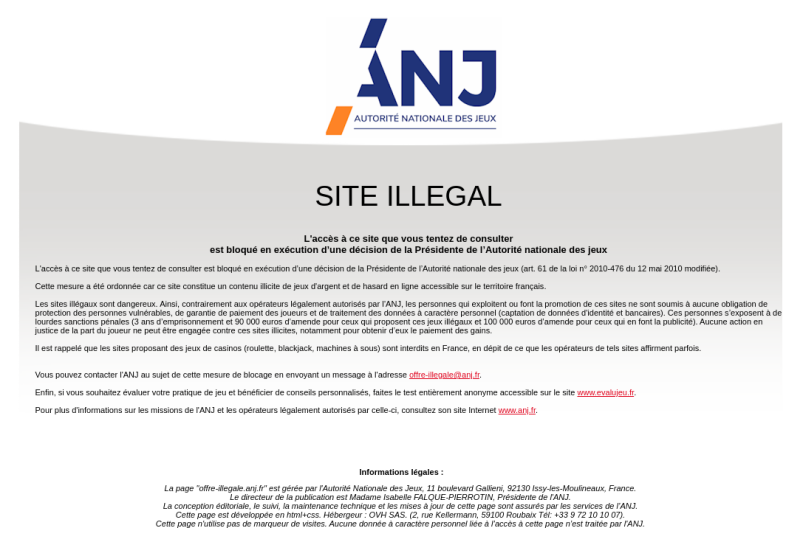 ANJ
AUTORITÉ NATIONALE DES JEUX
SITE ILLEGAL
L'accès à ce site que vous tentez de consulter
est bloqué en exécution d'une décision de la Présidente de l'Autorité nationale des jeux
L'accès à ce site que vous tentez de consulter est bloqué en exécution d'une décision de la Présidente de l'Autorité nationale des jeux (art. 61 de la loi n° 2010-476 du 12 mai 2010 modifiée).
Cette mesure a été ordonnée car ce site constitue un contenu illicite de jeux d'argent et de hasard en ligne accessible sur le territoire français.
Les sites illégaux sont dangereux. Ainsi, contrairement aux opérateurs légalement autorisés par l'ANJ, les personnes qui exploitent ou font la promotion de ces sites ne sont soumis à aucune obligation de
protection des personnes vulnérables, de garantie de paiement des joueurs et de traitement des données à caractère personnel (captation de données d'identité et bancaires). Ces personnes s'exposent à de
lourdes sanctions pénales (3 ans d'emprisonnement et 90 000 euros d'amende pour ceux qui proposent ces jeux illégaux et 100 000 euros d'amende pour ceux qui en font la publicité). Aucune action en
justice de la part du joueur ne peut être engagée contre ces sites illicites, notamment pour obtenir d'eux le paiement des gains.
Il est rappelé que les sites proposant des jeux de casinos (roulette, blackjack, machines à sous) sont interdits en France, en dépit de ce que les opérateurs de tels sites affirment parfois.
Vous pouvez contacter l'ANJ au sujet de cette mesure de blocage en envoyant un message à l'adresse offre-illegale@anj.fr.
Enfin, si vous souhaitez évaluer votre pratique de jeu et bénéficier de conseils personnalisés, faites le test entièrement anonyme accessible sur le site www.evalujeu.fr.
Pour plus d'informations sur les missions de l'ANJ et les opérateurs légalement autorisés par celle-ci, consultez son site Internet www.anj.fr.
Informations légales :
La page "offre-illegale.anj.fr" est gérée par l'Autorité Nationale des Jeux, 11 boulevard Gallieni, 92130 Issy-les-Moulineaux, France.
Le directeur de la publication est Madame Isabelle FALQUE-PIERROTIN, Présidente de l'ANJ.
La conception éditoriale, le suivi, la maintenance technique et les mises à jour de cette page sont assurés par les services de l'ANJ.
Cette page est développée en html+css. Hébergeur : OVH SAS. (2, rue Kellermann, 59100 Roubaix Tél: +33 9 72 10 10 07).
Cette page n'utilise pas de marqueur de visites. Aucune donnée à caractère personnel liée à l'accès à cette page n'est traitée par l'ANJ.